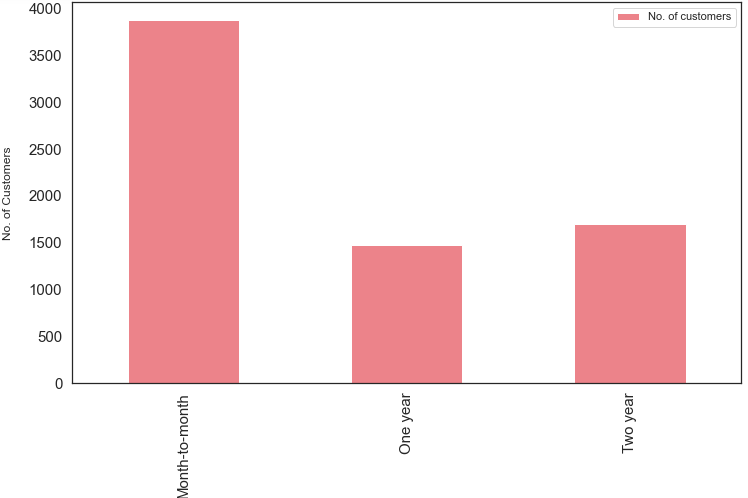 No. of customers
4000
3500
3000
2500
2000
1500
1000
500
0
No. of Customers
Month-to-month
One year
Two year